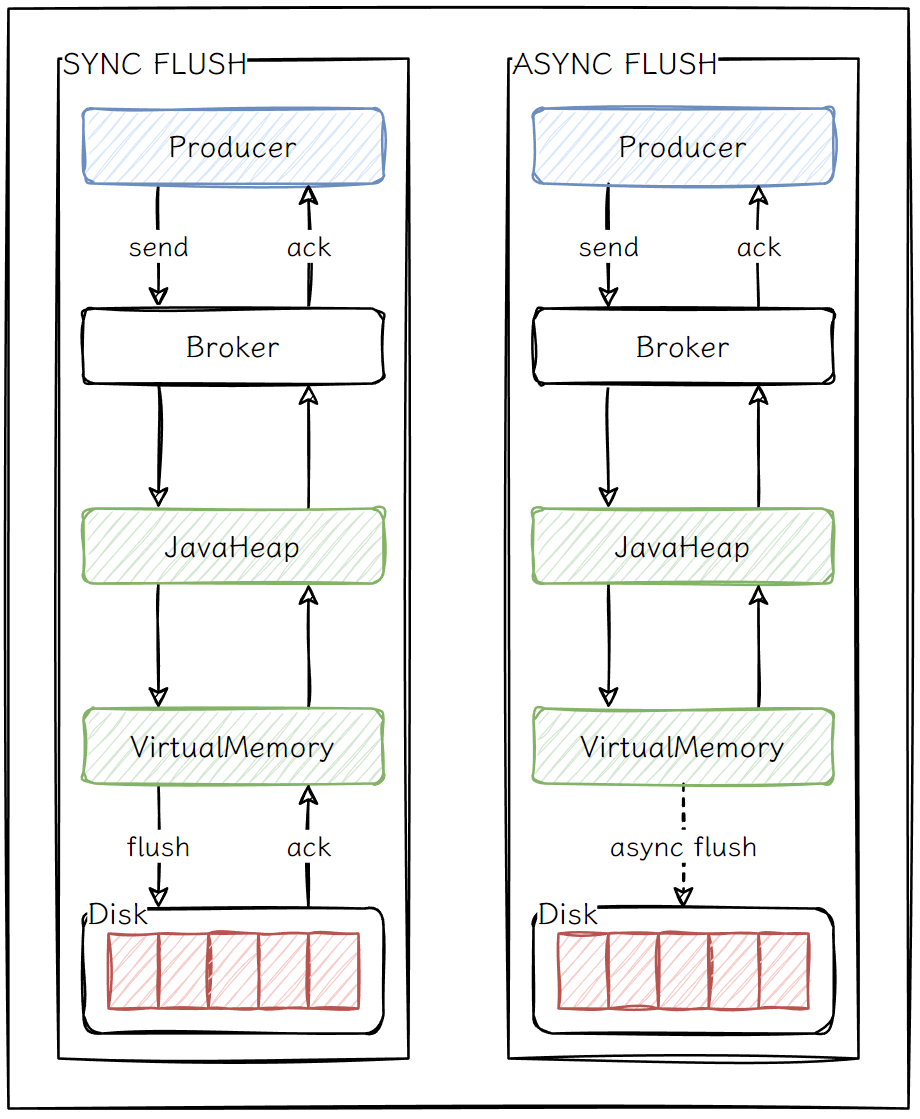 SYNC FLUSH
Producer
send
ack
Broker
JavaHeap
VirtualMemory
flush
ack
Disk
ASYNC FLUSH
Producer
send
ack
Broker
JavaHeap
VirtualMemory
async flush
Disk